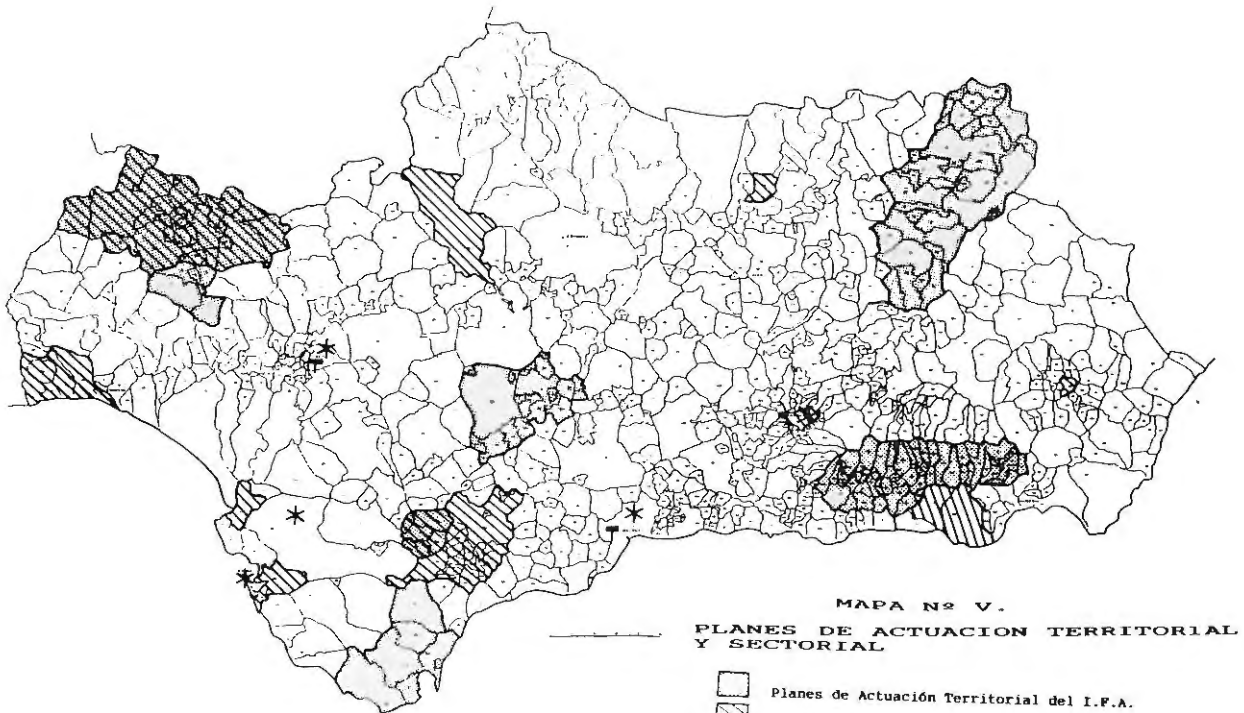 MAPA Nº V.
PLANES DE ACTUACION TERRITORIAL
Y SECTORIAL
Planes de Actuación Territorial del I.F.A.